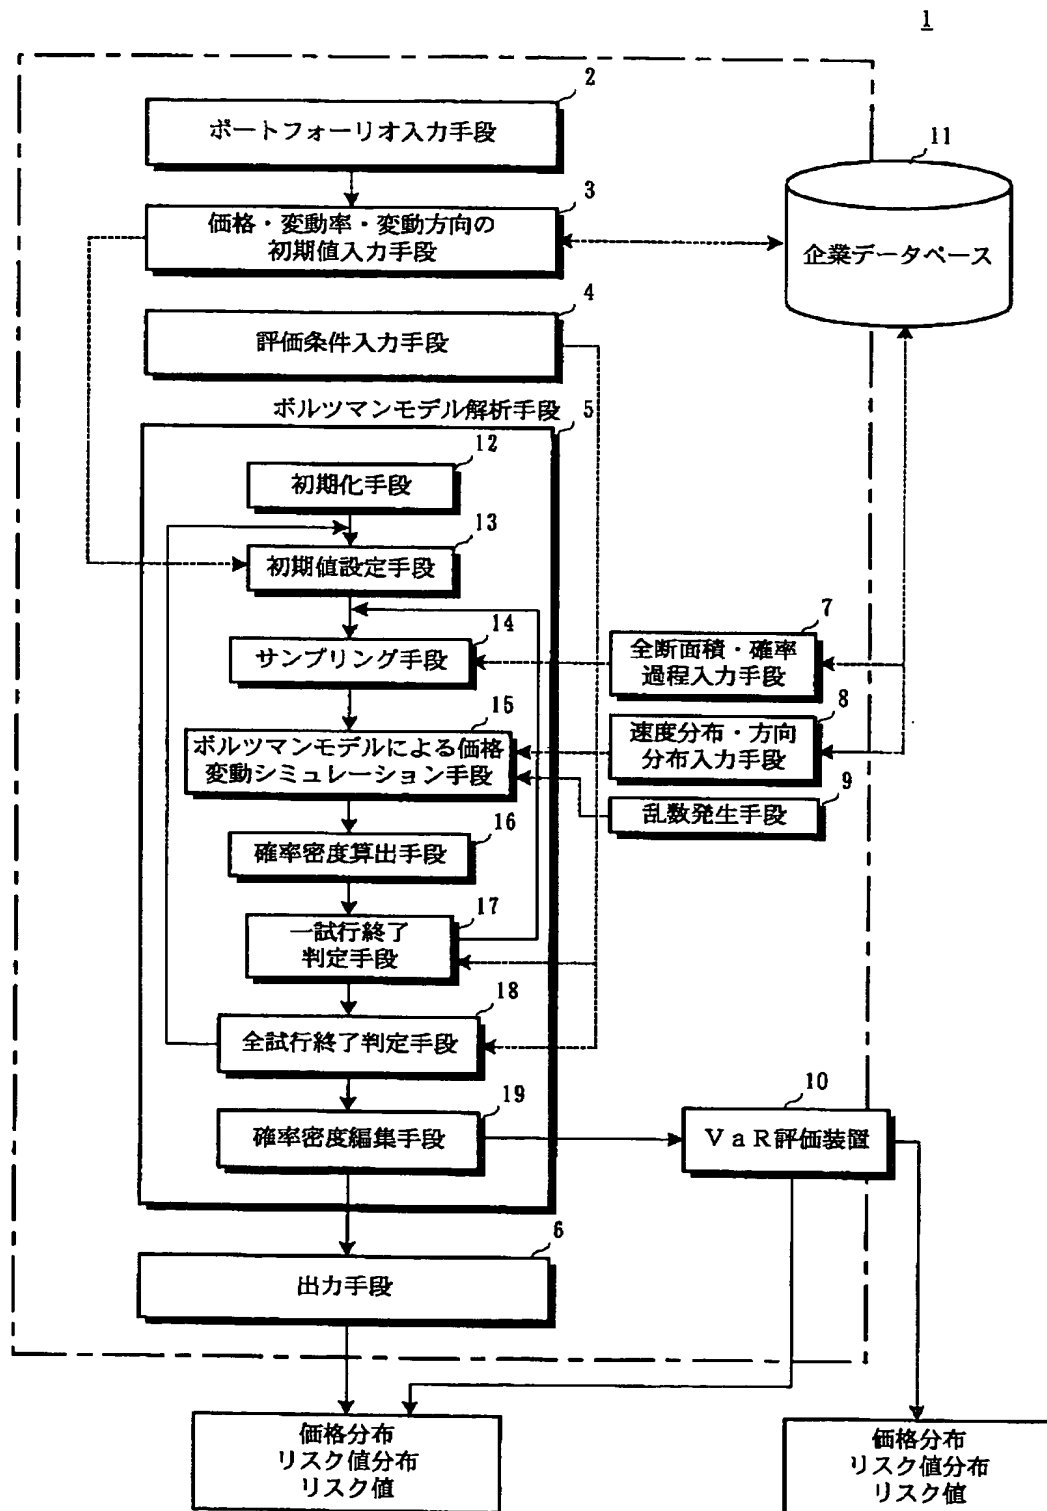 1
2
ポートフォーリオ入力手段
11
企業データベース
3
価格・変動率・変動方向の
初期値入力手段
4
評価条件入力手段
ボルツマンモデル解析手段
5
12
初期化手段
13
初期値設定手段
14
サンプリング手段
7
全断面積・確率
過程入力手段
15
ボルツマンモデルによる価格
変動シミュレーション手段
8
速度分布・方向
分布入力手段
9
乱数発生手段
16
確率密度算出手段
17
一試行終了
判定手段
18
全試行終了判定手段
19
確率密度編集手段
10
VaR評価装置
6
出力手段
価格分布
リスク値分布
リスク値
価格分布
リスク値分布
リスク値